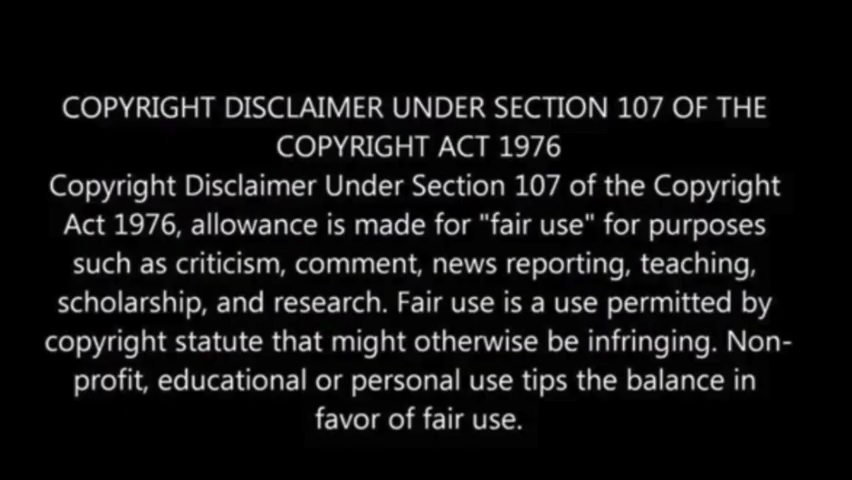 COPYRIGHT DISCLAIMER UNDER SECTION 107 OF THE
COPYRIGHT ACT 1976
Copyright Disclaimer Under Section 107 of the Copyright
Act 1976, allowance is made for "fair use" for purposes
such as criticism, comment, news reporting, teaching,
scholarship, and research. Fair use is a use permitted by
copyright statute that might otherwise be infringing. Non-
profit, educational or personal use tips the balance in
favor of fair use.